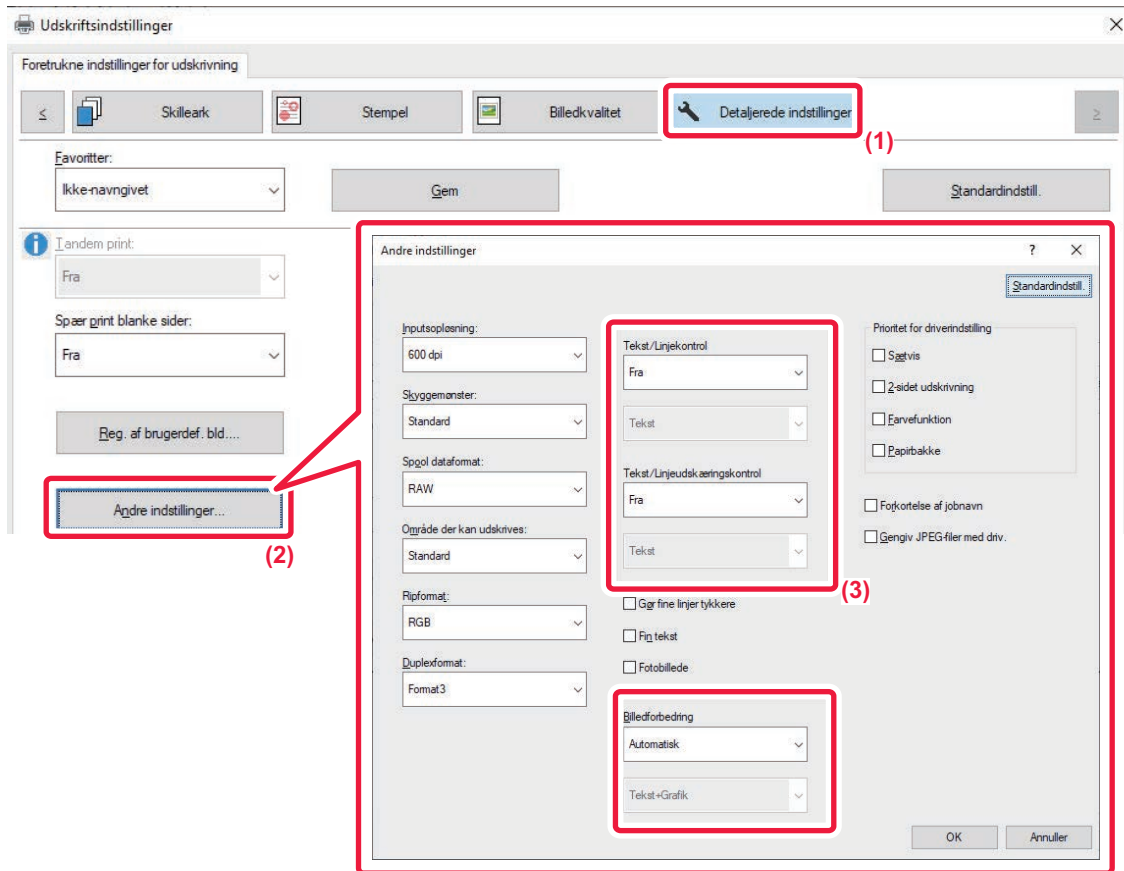 Udskriftsindstillinger
Foretrukne indstillinger for udskrivning
<
Skilleark
Stempel
Billedkvalitet
Detaljerede indstillinger
>
(1)
Favoritter:
Ikke-navngivet
Gem
Standardindstill.
Tandem print:
Fra
Spær print blanke sider:
Fra
Reg. af brugerdef. bld....
Andre indstillinger...
(2)
Andre indstillinger
?
Standardindstill.
Inputsopløsning:
600 dpi
Skyggemønster:
Standard
Spool dataformat:
RAW
Område der kan udskrives:
Standard
Ripformat:
RGB
Duplexformat:
Format3
Tekst/Linjekontrol
Fra
Tekst
Tekst/Linjeudskæringskontrol
Fra
Tekst
(3)
Gør fine linjer tykkere
Fin tekst
Fotobillede
Billedforbedring
Automatisk
Tekst+Grafik
Prioritet for driverindstilling
Sætvis
2-sidet udskrivning
Farvefunktion
Papirbakke
Forkortelse af jobnavn
Gengiv JPEG-filer med driv.
OK
Annuller